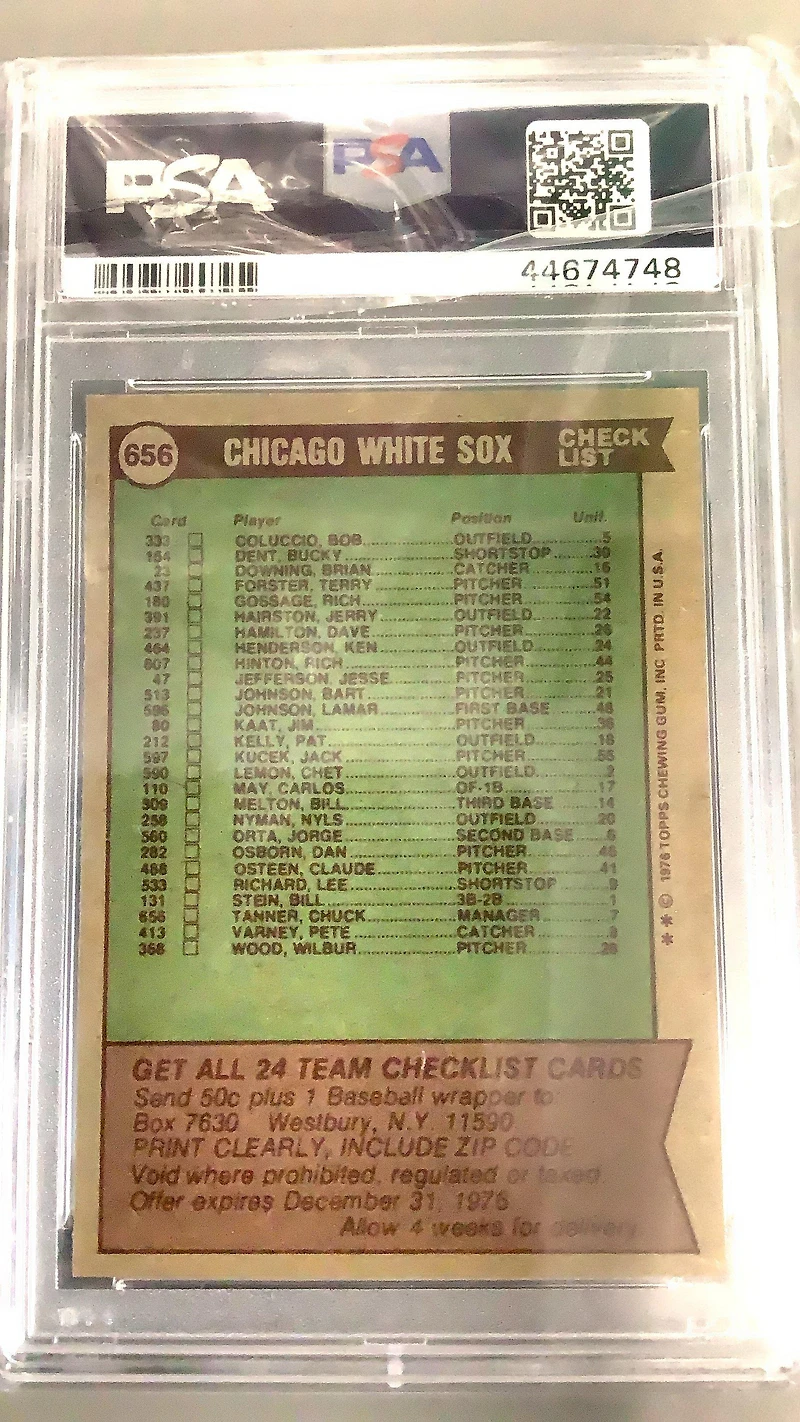 PSA PSA
44674748
656 CHICAGO WHITE SOX CHECK LIST
Card Player Position Unif.
333 COLUCCIO, BOB OUTFIELD 5
154 DENT, BUCKY SHORTSTOP 30
23 DOWNING, BRIAN CATCHER 15
437 FORSTER, TERRY PITCHER 51
180 GOSSAGE, RICH PITCHER 54
391 HAIRSTON, JERRY OUTFIELD 22
237 HAMILTON, DAVE PITCHER 26
464 HENDERSON, KEN OUTFIELD 24
607 HINTON, RICH PITCHER 44
47 JEFFERSON, JESSE PITCHER 25
513 JOHNSON, BART PITCHER 21
596 JOHNSON, LAMAR FIRST BASE
80 KAAT, JIM PITCHER 36
212 KELLY, PAT OUTFIELD 16
597 KUCEK, JACK PITCHER 55
590 LEMON, CHET OUTFIELD 2
110 MAY, CARLOS OF-1B 17
309 MELTON, BILL THIRD BASE 14
258 NYMAN, NYLS OUTFIELD 20
560 ORTA, JORGE SECOND BASE 6
282 OSBORN, DAN PITCHER 46
488 OSTEEN, CLAUDE PITCHER 41
533 RICHARD, LEE SHORTSTOP 9
131 STEIN, BILL 3B-2B 1
656 TANNER, CHUCK MANAGER 7
413 VARNEY, PETE CATCHER
368 WOOD, WILBUR PITCHER 28
GET ALL 24 TEAM CHECKLIST CARDS
Send 50c plus 1 Baseball wrapper to
Box 7630 Westbury, N.Y. 11590
PRINT CLEARLY, INCLUDE ZIP CODE
Void where prohibited, regulated or taxed
Offer expires December 31, 1976
Allow 4 weeks for delivery
** © 1976 TOPPS CHEWING GUM, INC PRTD. IN U.S.A.